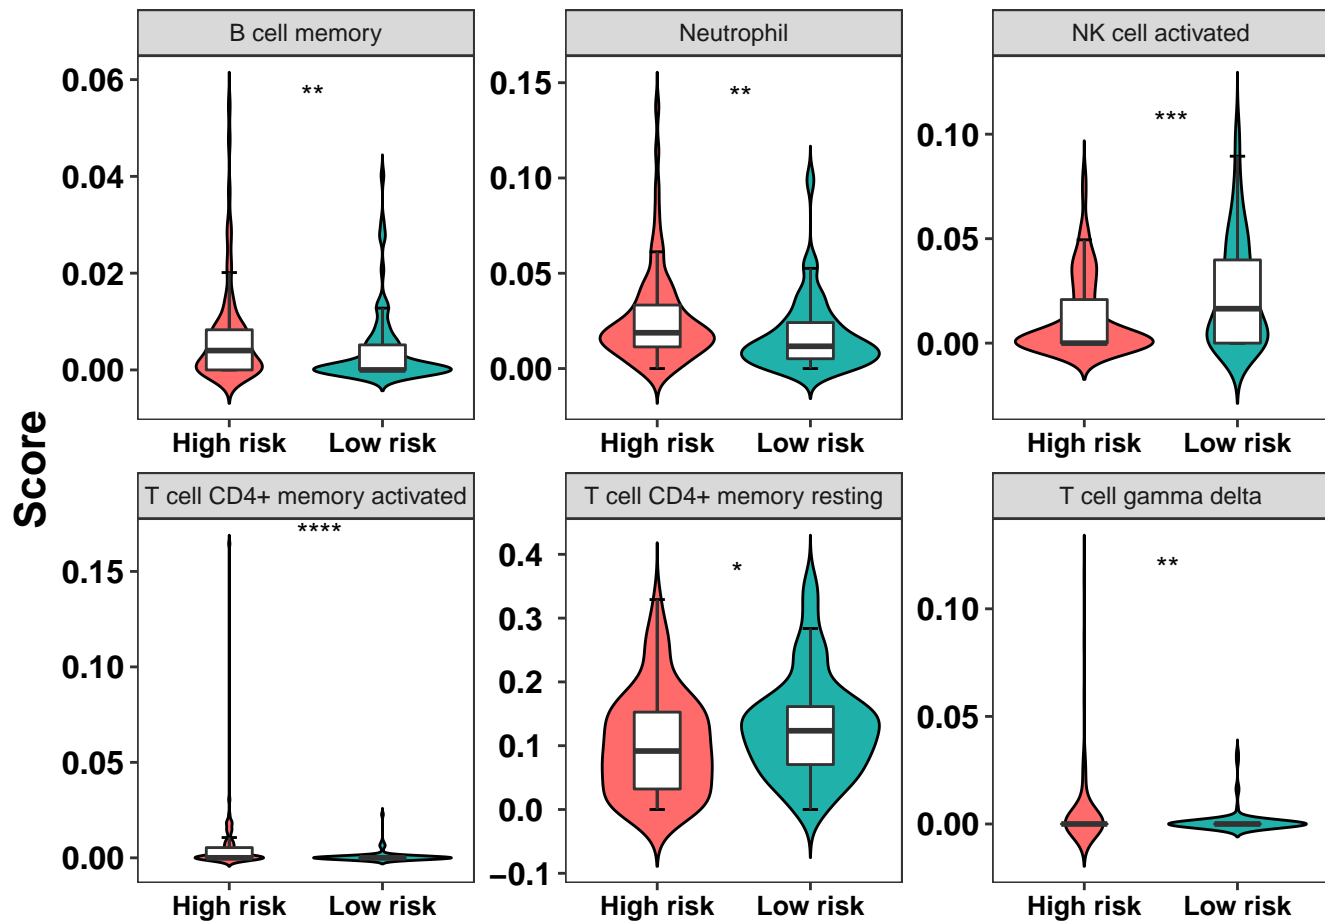 B cell memory
Neutrophil
NK cell activated
0.06
0.04
0.02
0.00
**
0.15
0.10
0.05
0.00
**
0.10
0.05
0.00
***
High risk Low risk
High risk Low risk
High risk Low risk
Score
T cell CD4+ memory activated
T cell CD4+ memory resting
T cell gamma delta
0.15
0.10
0.05
0.00
****
0.4
0.3
0.2
0.1
0.0
−0.1
*
0.10
0.05
0.00
**
High risk Low risk
High risk Low risk
High risk Low risk